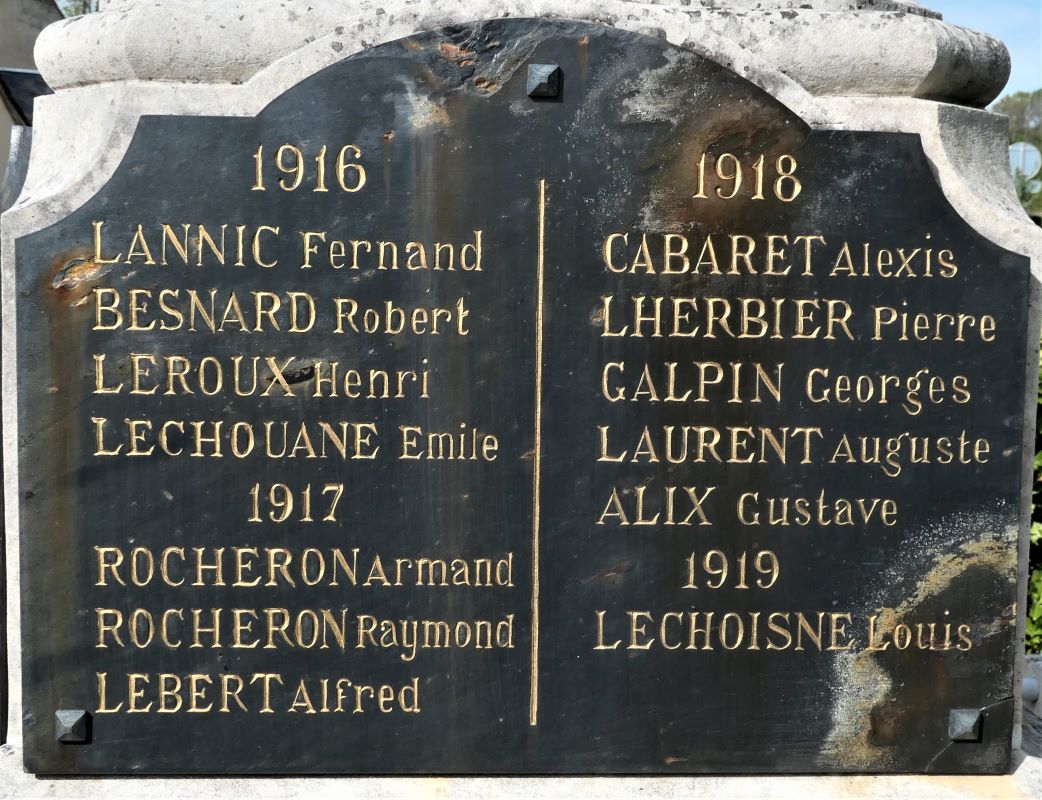 1916
LANNIC Fernand
BESNARD Robert
LEROUX Henri
LECHOUANE Emile
1917
ROCHERON Armand
ROCHERON Raymond
LEBERT Alfred
1918
CABARET Alexis
LHERBIER Pierre
GALPIN Georges
LAURENT Auguste
ALIX Gustave
1919
LECHOISNE Louis